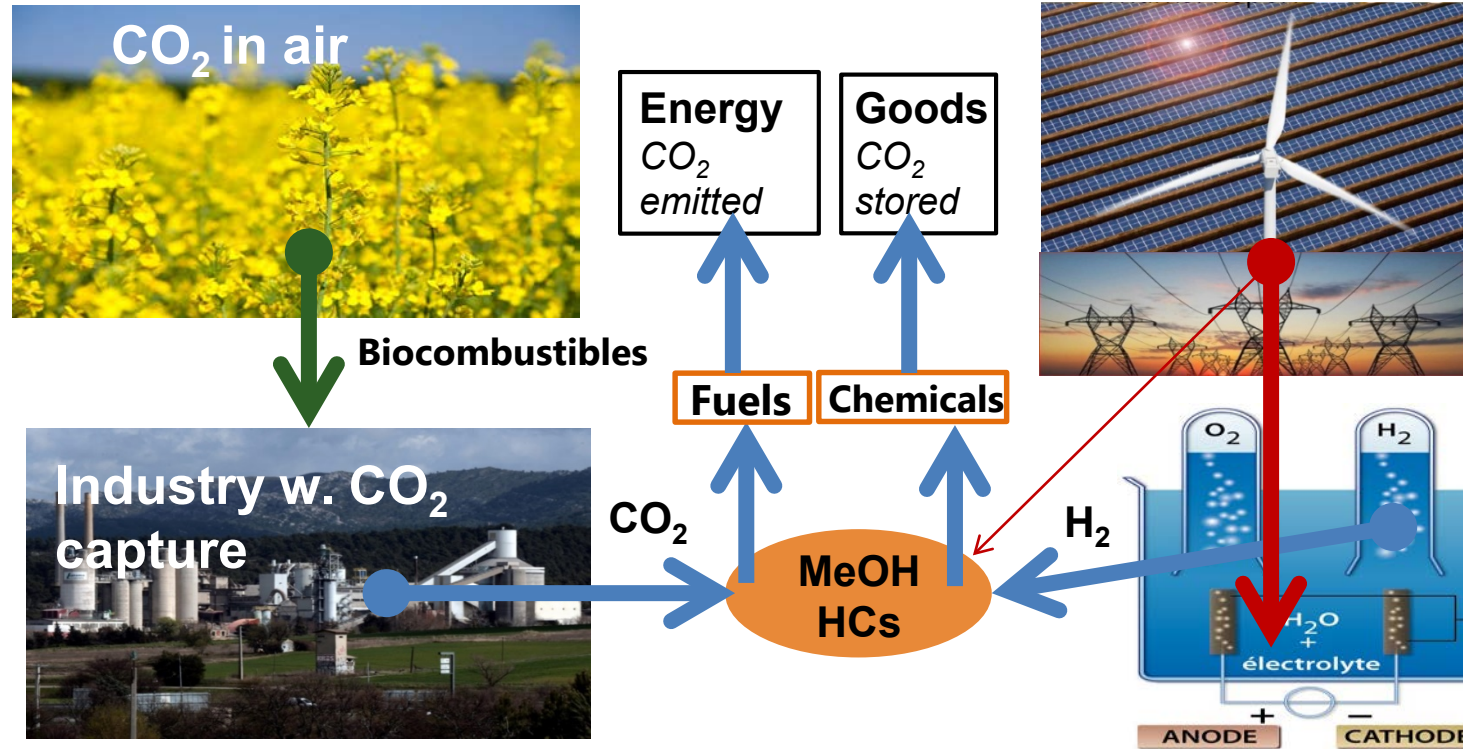 CO₂ in air
Energy
CO₂
emitted
Goods
CO₂
stored
Biocombustibles
Fuels
Chemicals
Industry w. CO₂
capture
CO₂
MeOH
HCs
H₂
O₂
H₂
H₂O
+
électrolyte
+
−
ANODE
CATHODE